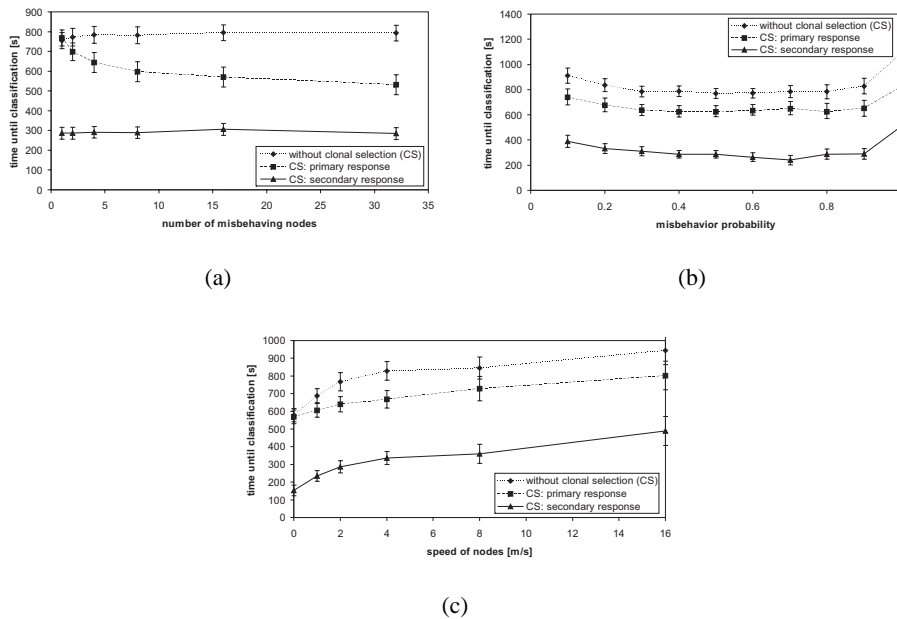 time until classification [s]
900
800
700
600
500
400
300
200
100
0
0 5 10 15 20 25 30 35
number of misbehaving nodes
without clonal selection (CS)
CS: primary response
CS: secondary response
(a)
time until classification [s]
1400
1200
1000
800
600
400
200
0
0 0.2 0.4 0.6 0.8
misbehavior probability
without clonal selection (CS)
CS: primary response
CS: secondary response
(b)
time until classification [s]
1000
900
800
700
600
500
400
300
200
100
0
0 2 4 6 8 10 12 14 16
speed of nodes [m/s]
without clonal selection (CS)
CS: primary response
CS: secondary response
(c)